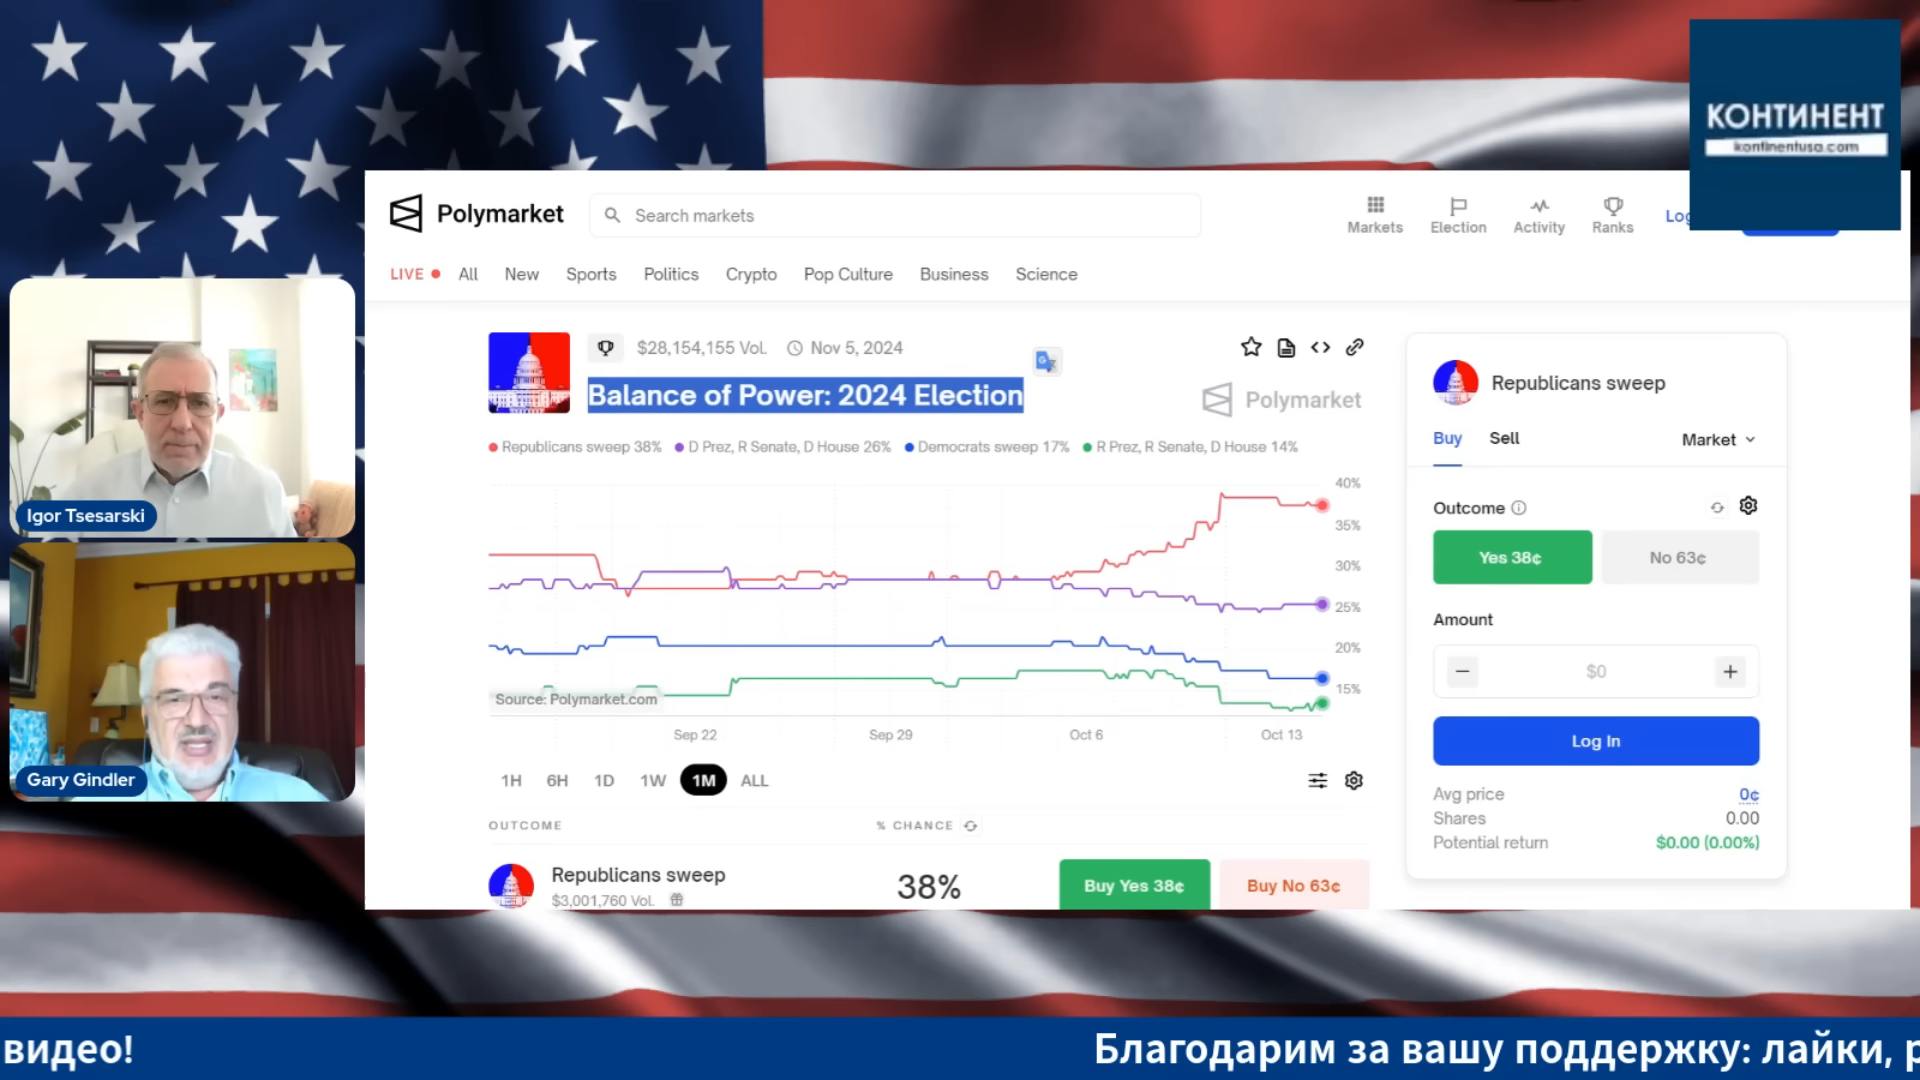 КОНТИНЕНТ
kontinentusa.com
Polymarket
Search markets
Markets
Election
Activity
Ranks
LIVE
All
New
Sports
Politics
Crypto
Pop Culture
Business
Science
$28,154,155 Vol.
Nov 5, 2024
Balance of Power: 2024 Election
Polymarket
Republicans sweep 38%
D Prez, R Senate, D House 26%
Democrats sweep 17%
R Prez, R Senate, D House 14%
40%
35%
30%
25%
20%
15%
Source: Polymarket.com
Sep 22
Sep 29
Oct 6
Oct 13
1H
6H
1D
1W
1M
ALL
OUTCOME
% CHANCE
Republicans sweep
$3,001,760 Vol.
38%
Buy Yes 38¢
Buy No 63¢
Republicans sweep
Buy
Sell
Market
Outcome
Yes 38¢
No 63¢
Amount
$0
Log In
Avg price
0¢
Shares
0.00
Potential return
$0.00 (0.00%)
Igor Tsesarski
Gary Gindler
видео!
Благодарим за вашу поддержку: лайки,